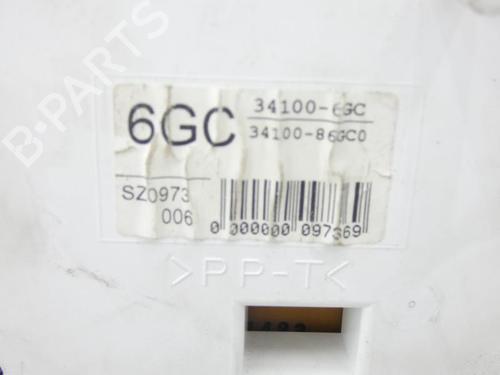 B-PARTS
6GC
34100-6GC
34100-86GC0
SZ0973
006
0 000000 097369
>PP-T<